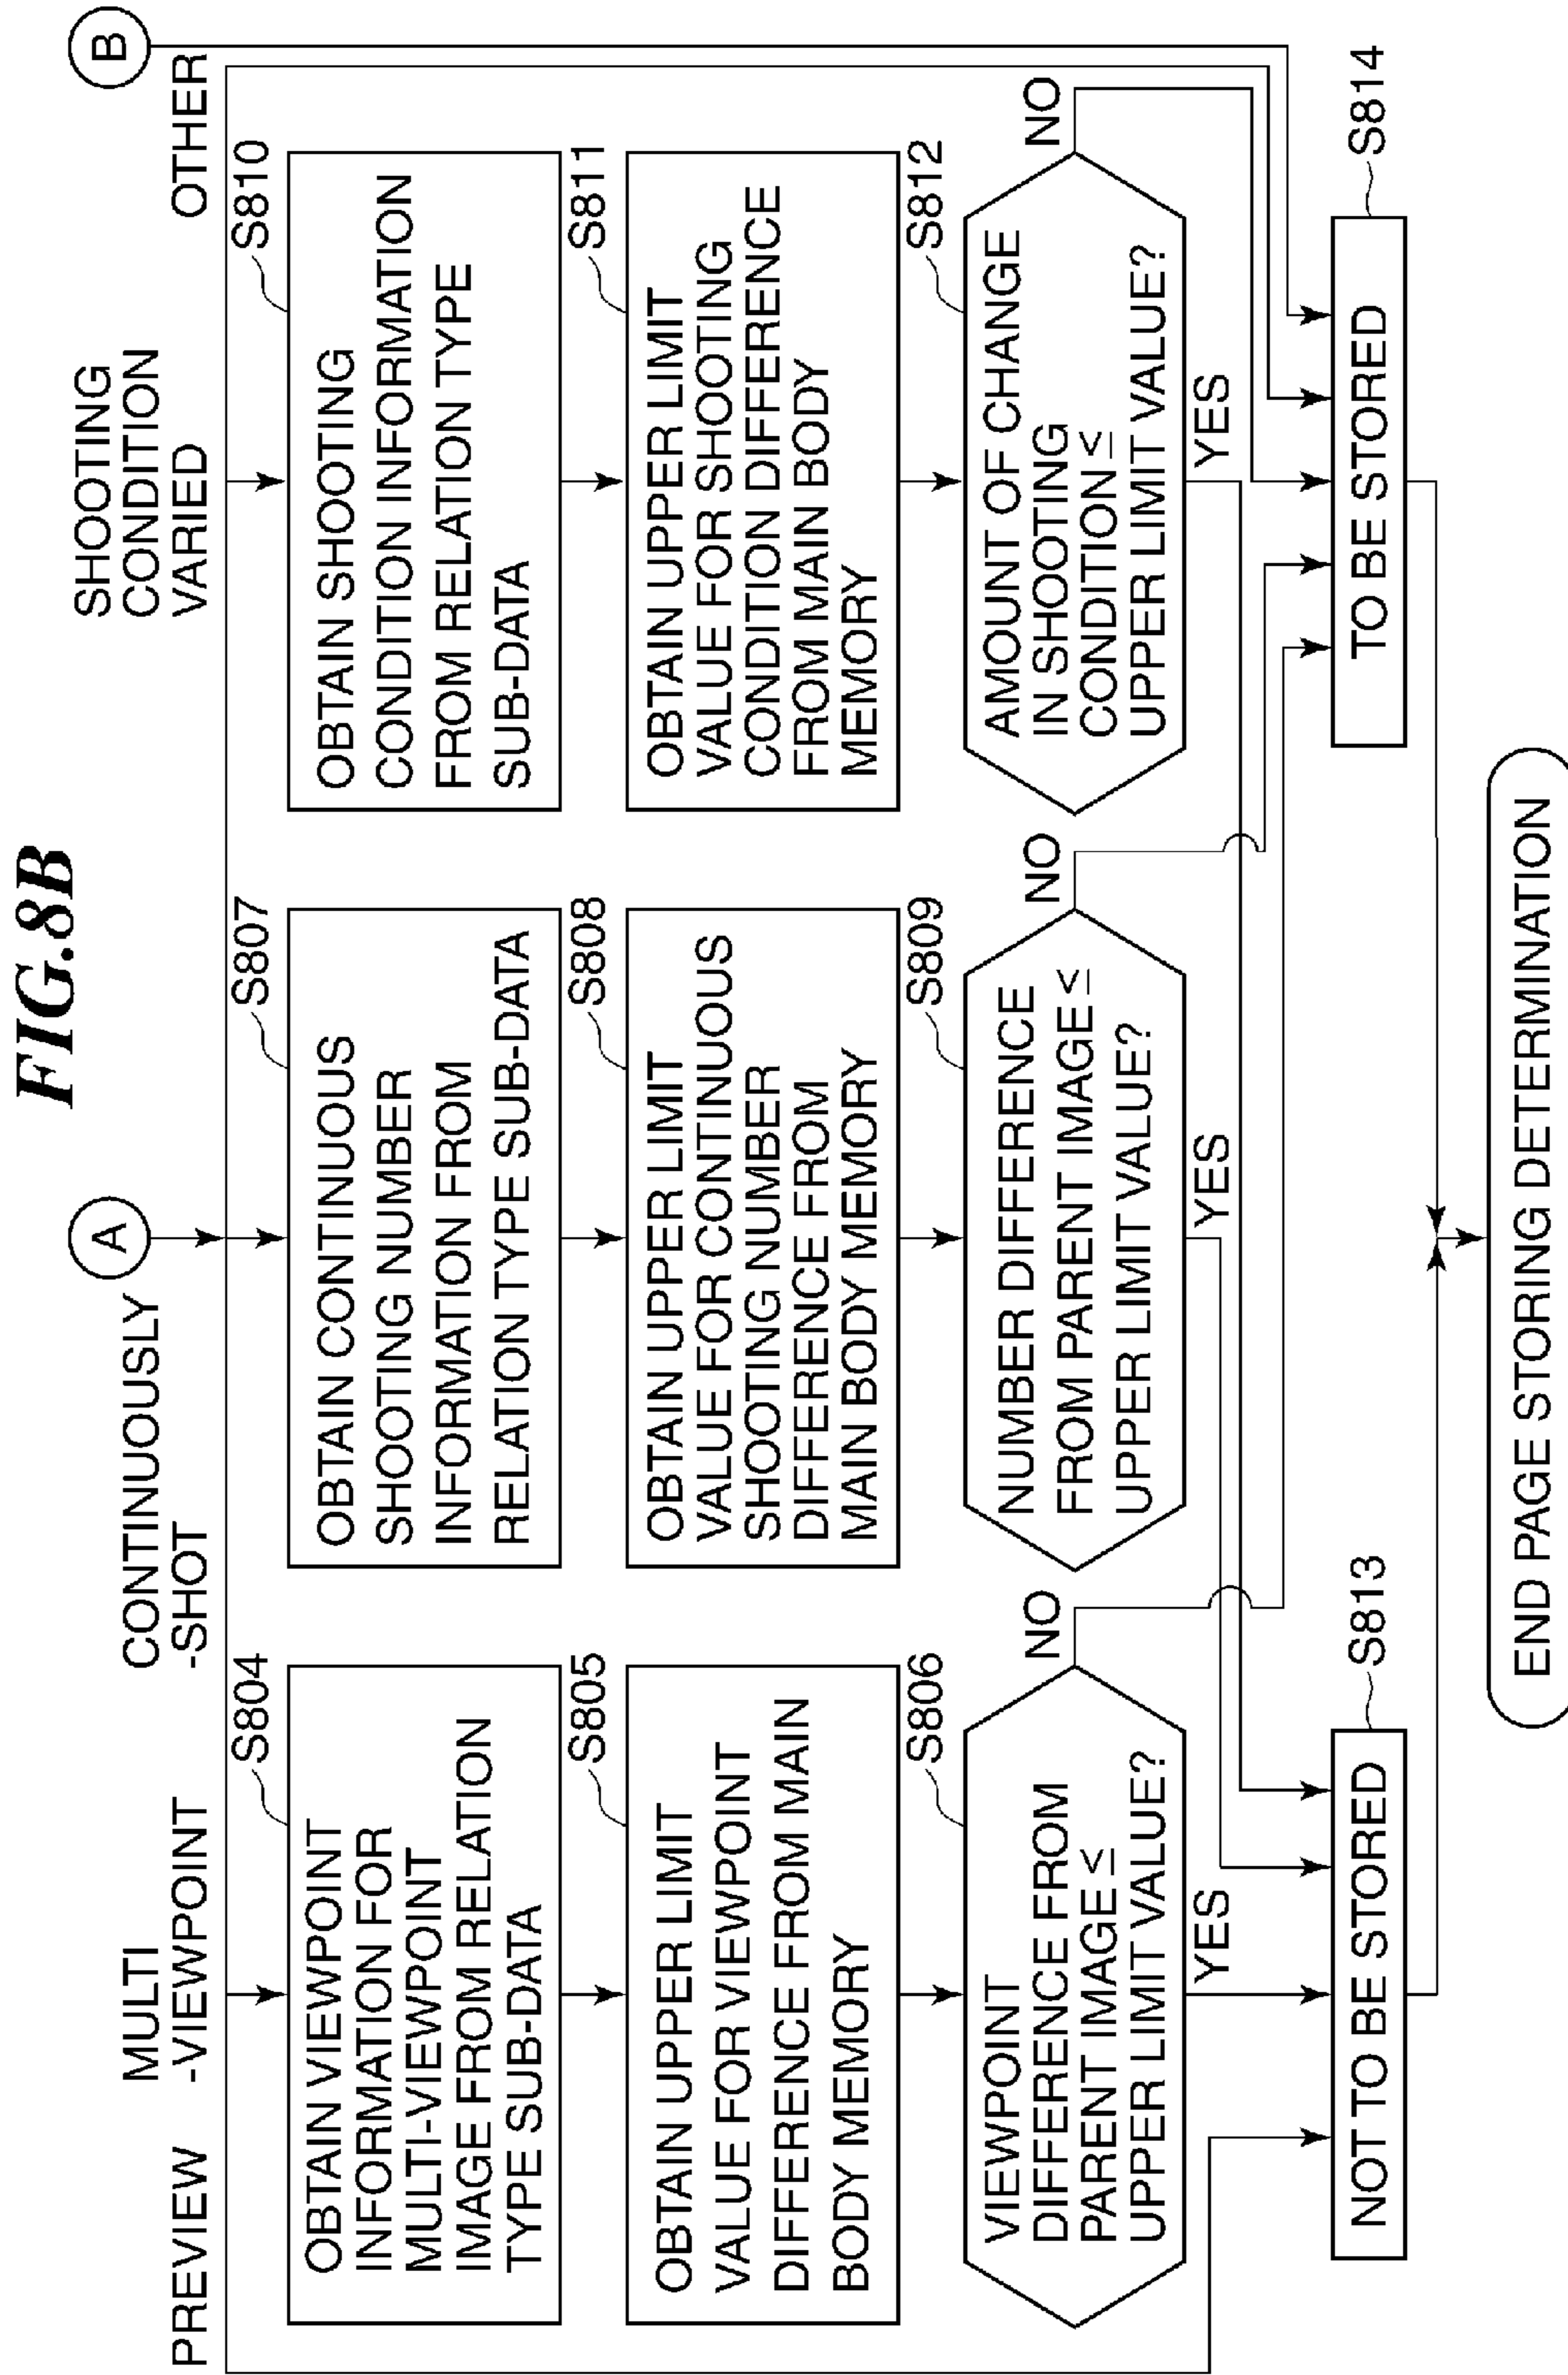 FIG.8B
A
B
PREVIEW
MULTI
-VIEWPOINT
CONTINUOUSLY
-SHOT
SHOOTING
CONDITION
VARIED
OTHER
S804
OBTAIN VIEWPOINT
INFORMATION FOR
MULTI-VIEWPOINT
IMAGE FROM RELATION
TYPE SUB-DATA
S805
OBTAIN UPPER LIMIT
VALUE FOR VIEWPOINT
DIFFERENCE FROM MAIN
BODY MEMORY
S806
VIEWPOINT
DIFFERENCE FROM
PARENT IMAGE ≤
UPPER LIMIT VALUE?
NO
YES
S807
OBTAIN CONTINUOUS
SHOOTING NUMBER
INFORMATION FROM
RELATION TYPE SUB-DATA
S808
OBTAIN UPPER LIMIT
VALUE FOR CONTINUOUS
SHOOTING NUMBER
DIFFERENCE FROM
MAIN BODY MEMORY
S809
NUMBER DIFFERENCE
FROM PARENT IMAGE ≤
UPPER LIMIT VALUE?
NO
YES
S810
OBTAIN SHOOTING
CONDITION INFORMATION
FROM RELATION TYPE
SUB-DATA
S811
OBTAIN UPPER LIMIT
VALUE FOR SHOOTING
CONDITION DIFFERENCE
FROM MAIN BODY
MEMORY
S812
AMOUNT OF CHANGE
IN SHOOTING
CONDITION ≤
UPPER LIMIT VALUE?
NO
YES
S813
NOT TO BE STORED
S814
TO BE STORED
END PAGE STORING DETERMINATION